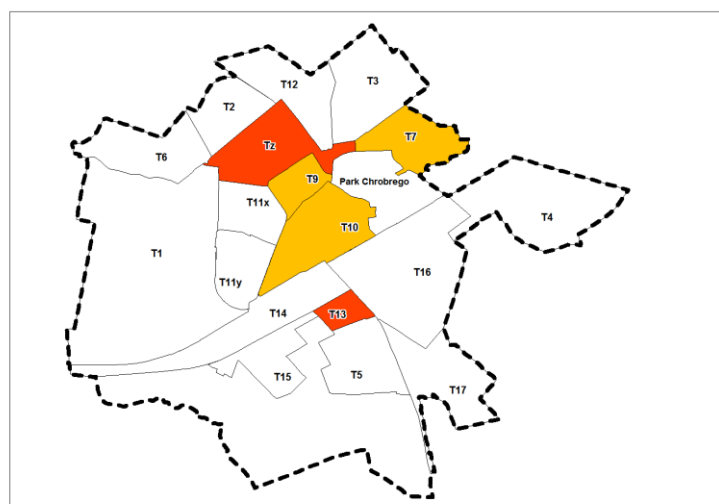 T12
T3
T2
T7
Tz
T6
T9
Park Chrobrego
T11x
T4
T10
T1
T16
T11y
T14
T13
T15
T5
T17